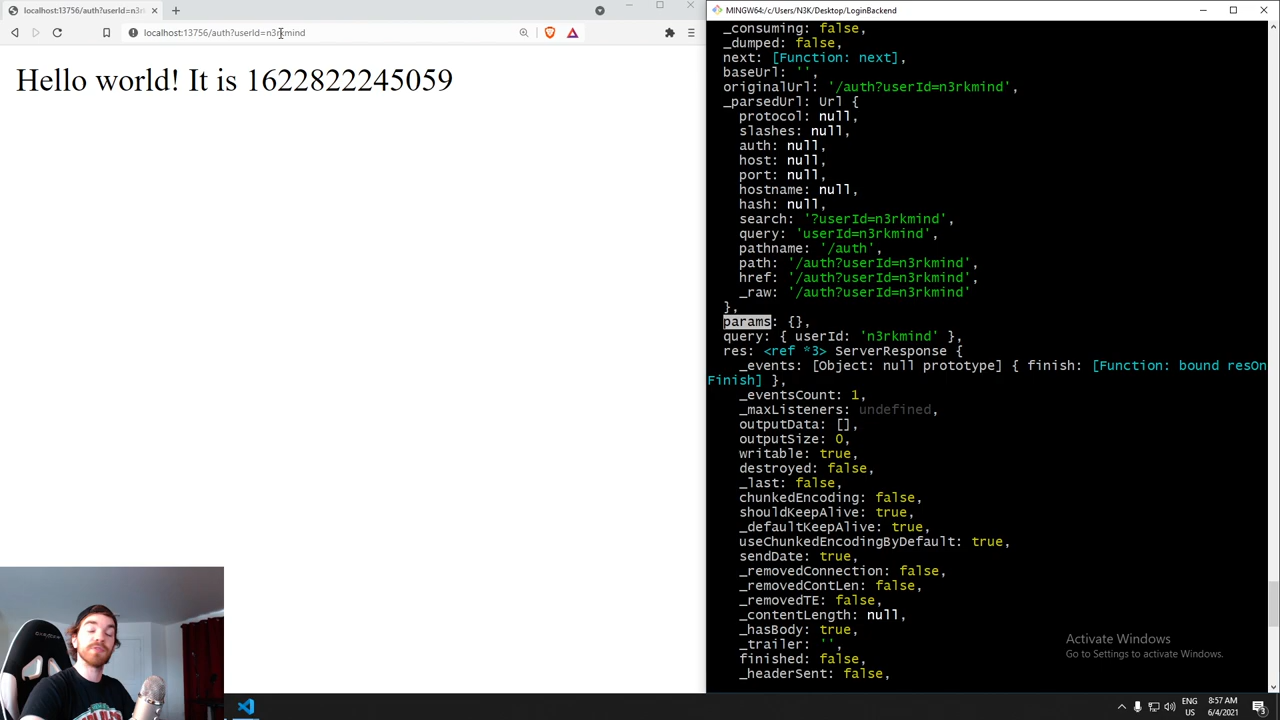 localhost:13756/auth?userId=n3rk
localhost:13756/auth?userId=n3rkmind
Hello world! It is 1622822245059
MINGW64:/c/Users/N3K/Desktop/LoginBackend
_consuming: false,
_dumped: false,
next: [Function: next],
baseUrl: '',
originalUrl: '/auth?userId=n3rkmind',
_parsedUrl: Url {
protocol: null,
slashes: null,
auth: null,
host: null,
port: null,
hostname: null,
hash: null,
search: '?userId=n3rkmind',
query: 'userId=n3rkmind',
pathname: '/auth',
path: '/auth?userId=n3rkmind',
href: '/auth?userId=n3rkmind',
_raw: '/auth?userId=n3rkmind'
},
params: {},
query: { userId: 'n3rkmind' },
res: <ref *3> ServerResponse {
_events: [Object: null prototype] { finish: [Function: bound resOn
Finish] },
_eventsCount: 1,
_maxListeners: undefined,
outputData: [],
outputSize: 0,
writable: true,
destroyed: false,
_last: false,
chunkedEncoding: false,
shouldKeepAlive: true,
_defaultKeepAlive: true,
useChunkedEncodingByDefault: true,
sendDate: true,
_removedConnection: false,
_removedContLen: false,
_removedTE: false,
_contentLength: null,
_hasBody: true,
_trailer: '',
finished: false,
_headerSent: false,
Activate Windows
Go to Settings to activate Windows.
ENG
US
8:57 AM
6/4/2021
3